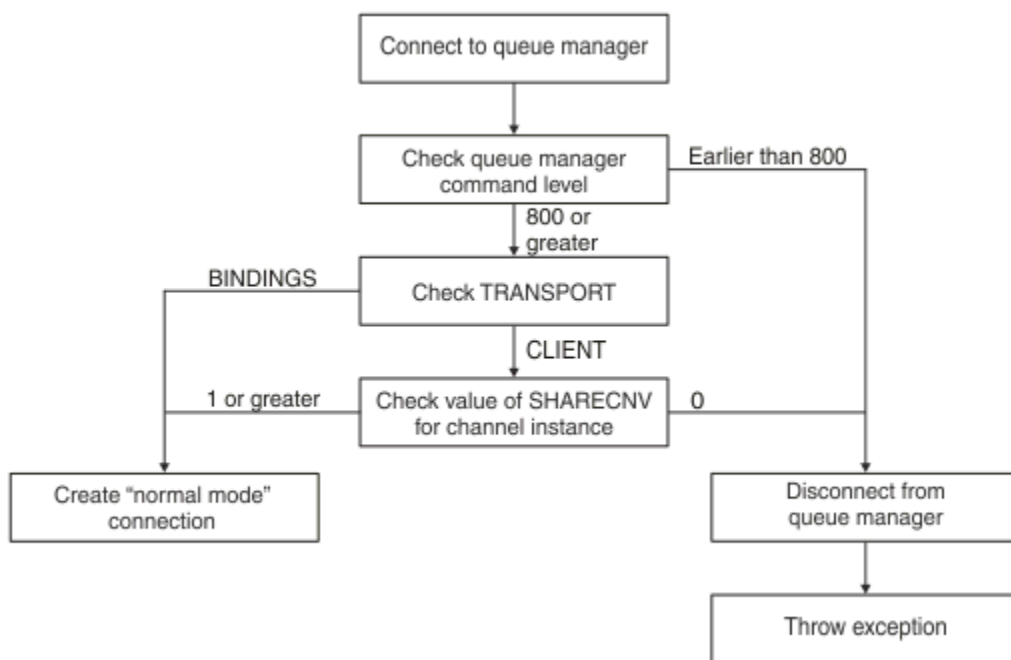 Connect to queue manager
Check queue manager
command level
Earlier than 800
800 or
greater
BINDINGS
Check TRANSPORT
CLIENT
1 or greater
Check value of SHARECNV
for channel instance
0
Create “normal mode”
connection
Disconnect from
queue manager
Throw exception